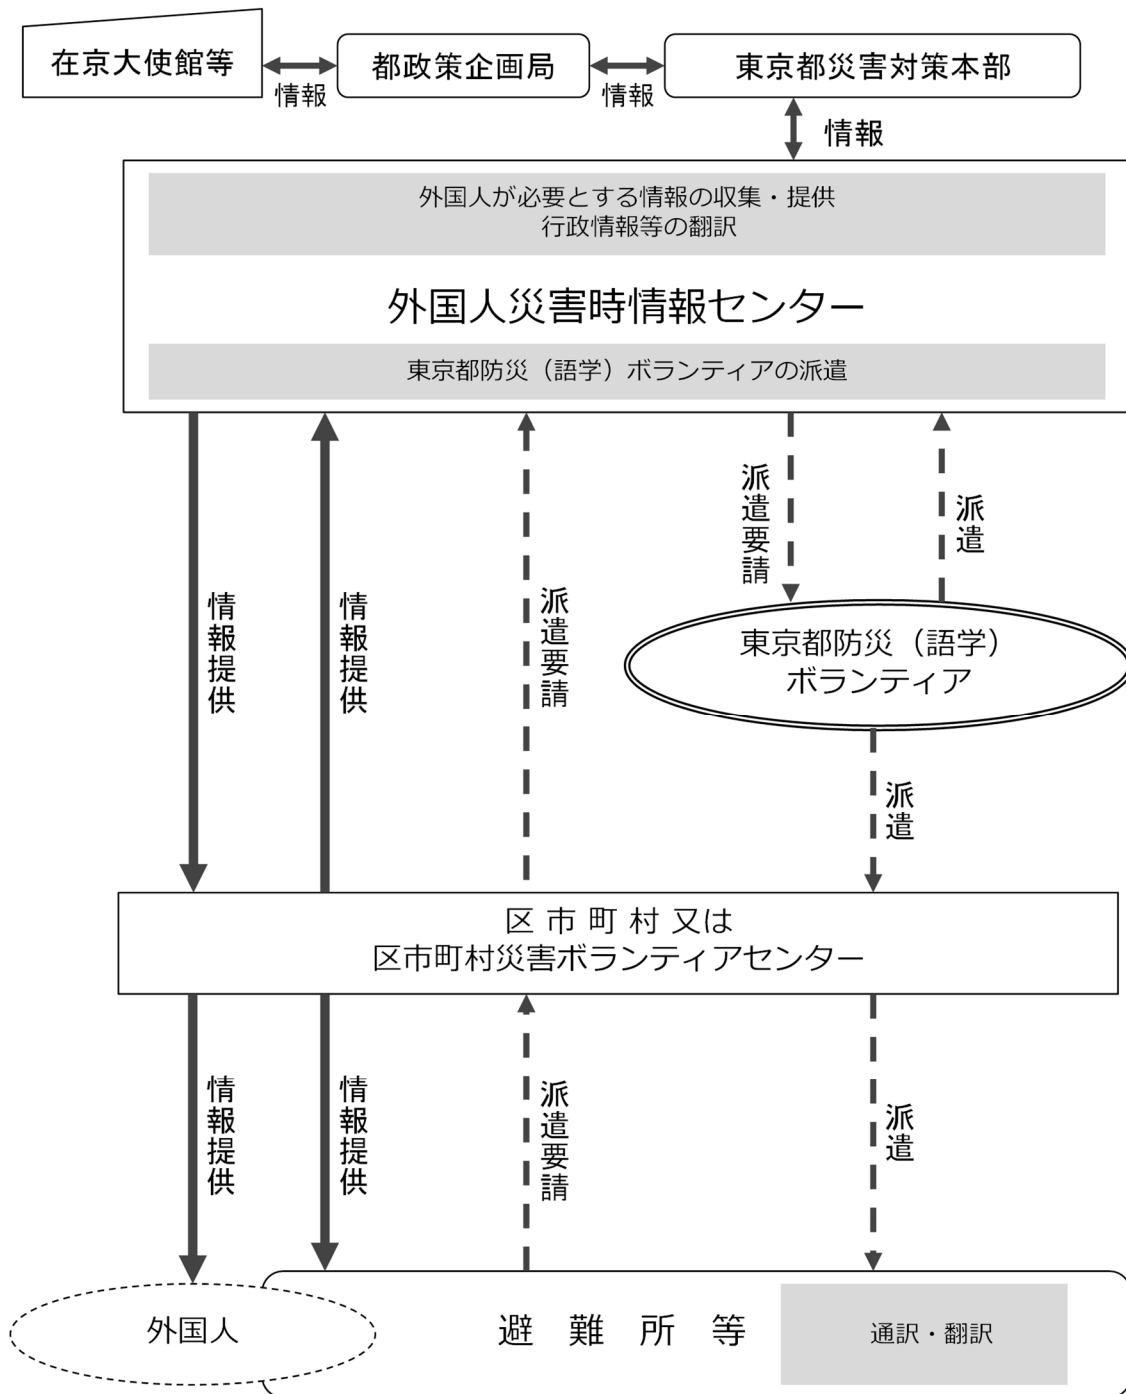 在京大使館等
都政策企画局
東京都災害対策本部
情報
情報
情報
外国人が必要とする情報の収集・提供
行政情報等の翻訳
外国人災害時情報センター
東京都防災（語学）ボランティアの派遣
派遣要請
派遣
情報提供
情報提供
派遣要請
東京都防災（語学）
ボランティア
派遣
区 市 町 村 又は
区市町村災害ボランティアセンター
情報提供
情報提供
派遣要請
派遣
外国人
避 難 所 等
通訳・翻訳